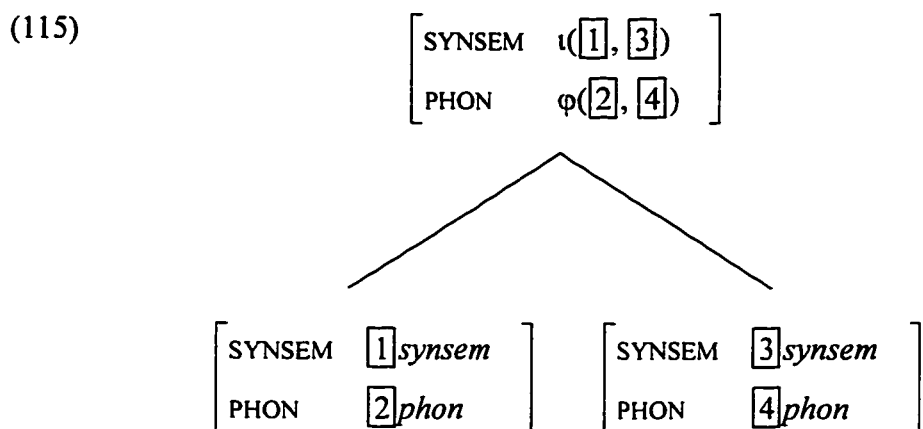 (115)
SYNSEM ι([1], [3])
PHON φ([2], [4])
SYNSEM [1]synsem SYNSEM [3]synsem
PHON [2]phon PHON [4]phon